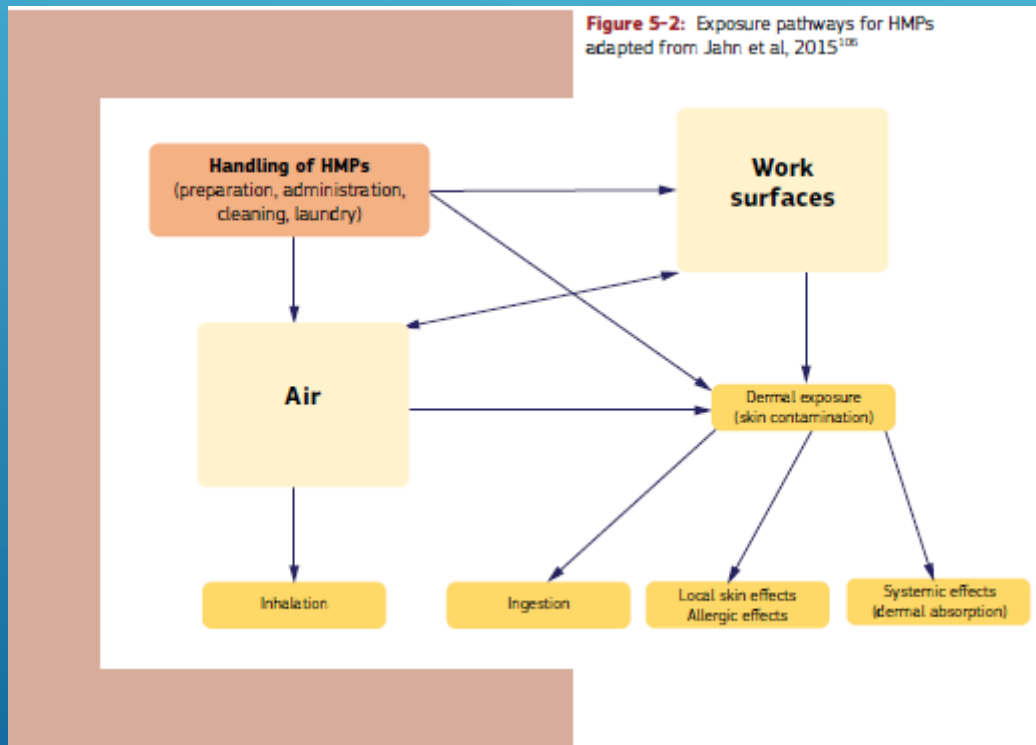 Figure 5-2: Exposure pathways for HMPs
adapted from Jahn et al, 2015¹⁰⁶
Handling of HMPs
(preparation, administration,
cleaning, laundry)
Work
surfaces
Air
Dermal exposure
(skin contamination)
Inhalation
Ingestion
Local skin effects
Allergic effects
Systemic effects
(dermal absorption)